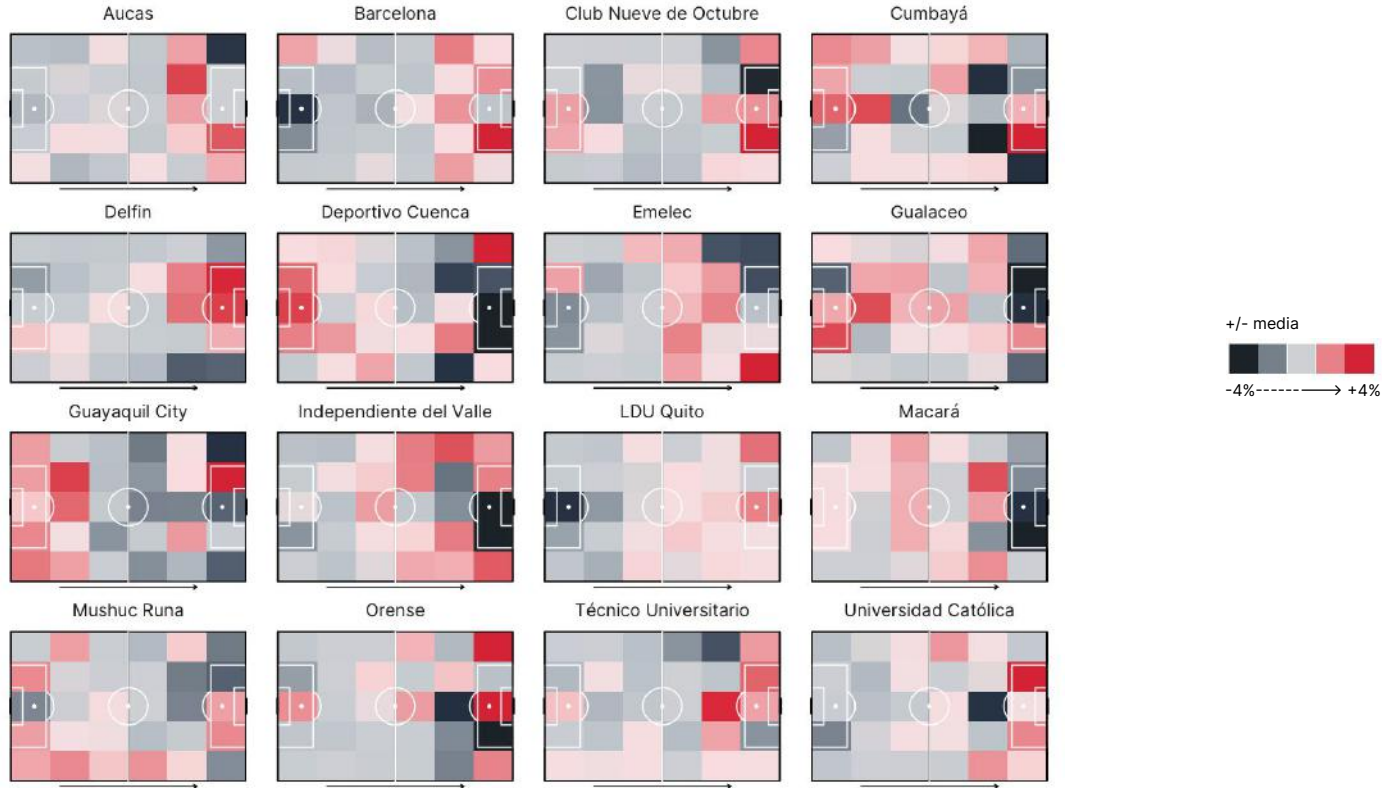 Aucas
Barcelona
Club Nueve de Octubre
Cumbayá
Delfin
Deportivo Cuenca
Emelec
Gualaceo
+/- media
-4%-------→ +4%
Guayaquil City
Independiente del Valle
LDU Quito
Macará
Mushuc Runa
Orense
Técnico Universitario
Universidad Católica